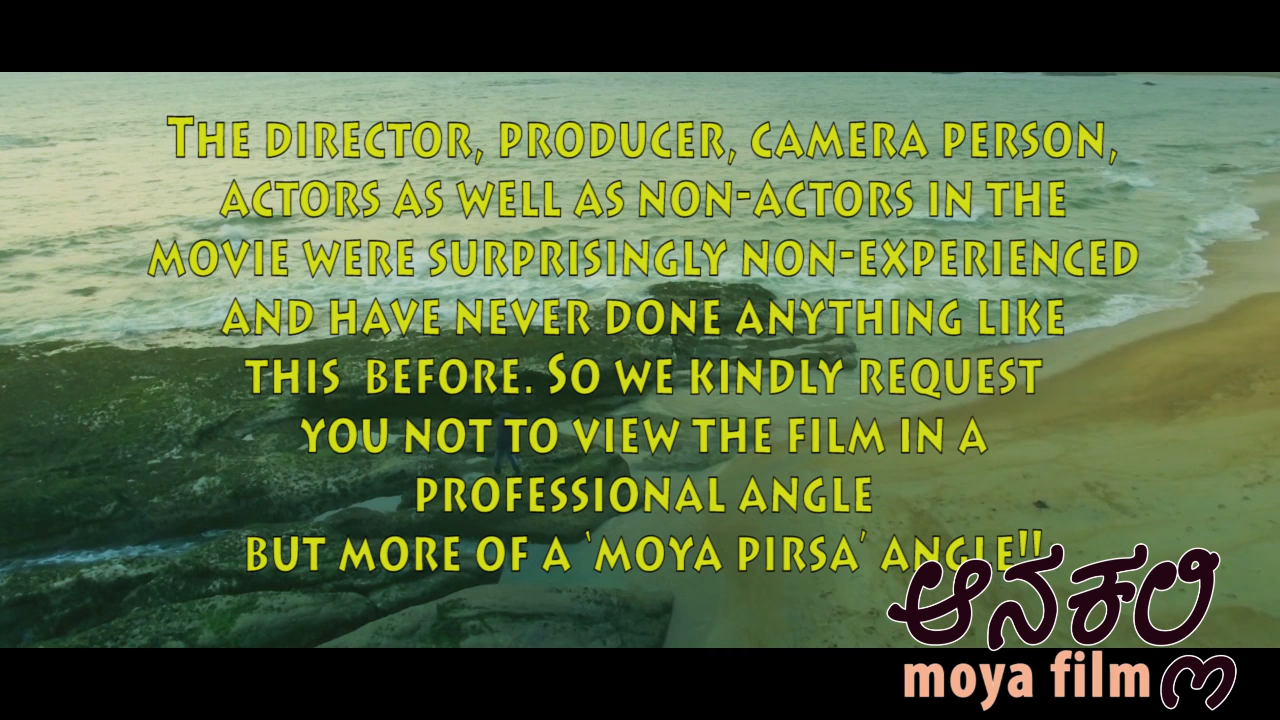 The director, producer, camera person,
actors as well as non-actors in the
movie were surprisingly non-experienced
and have never done anything like
this before. So we kindly request
you not to view the film in a
professional angle
but more of a 'moya pirsa' angle!!
ಆನಕಲಿ
moya film